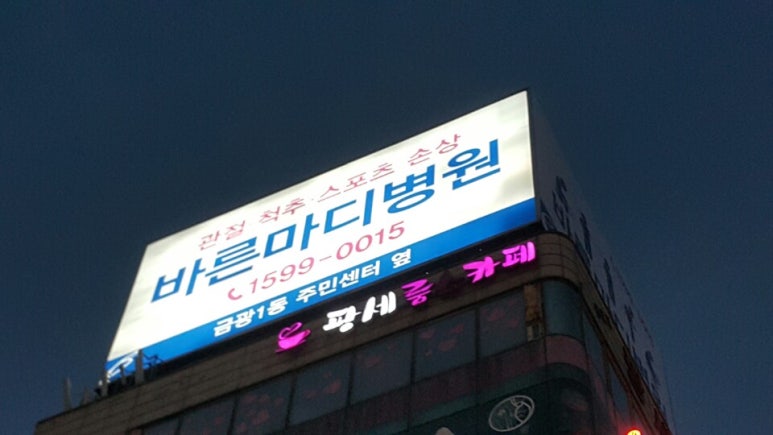 관절 척추·스포츠 손상
바른마디병원
1599-0015
금광1동 주민센터 옆
팡세 카페